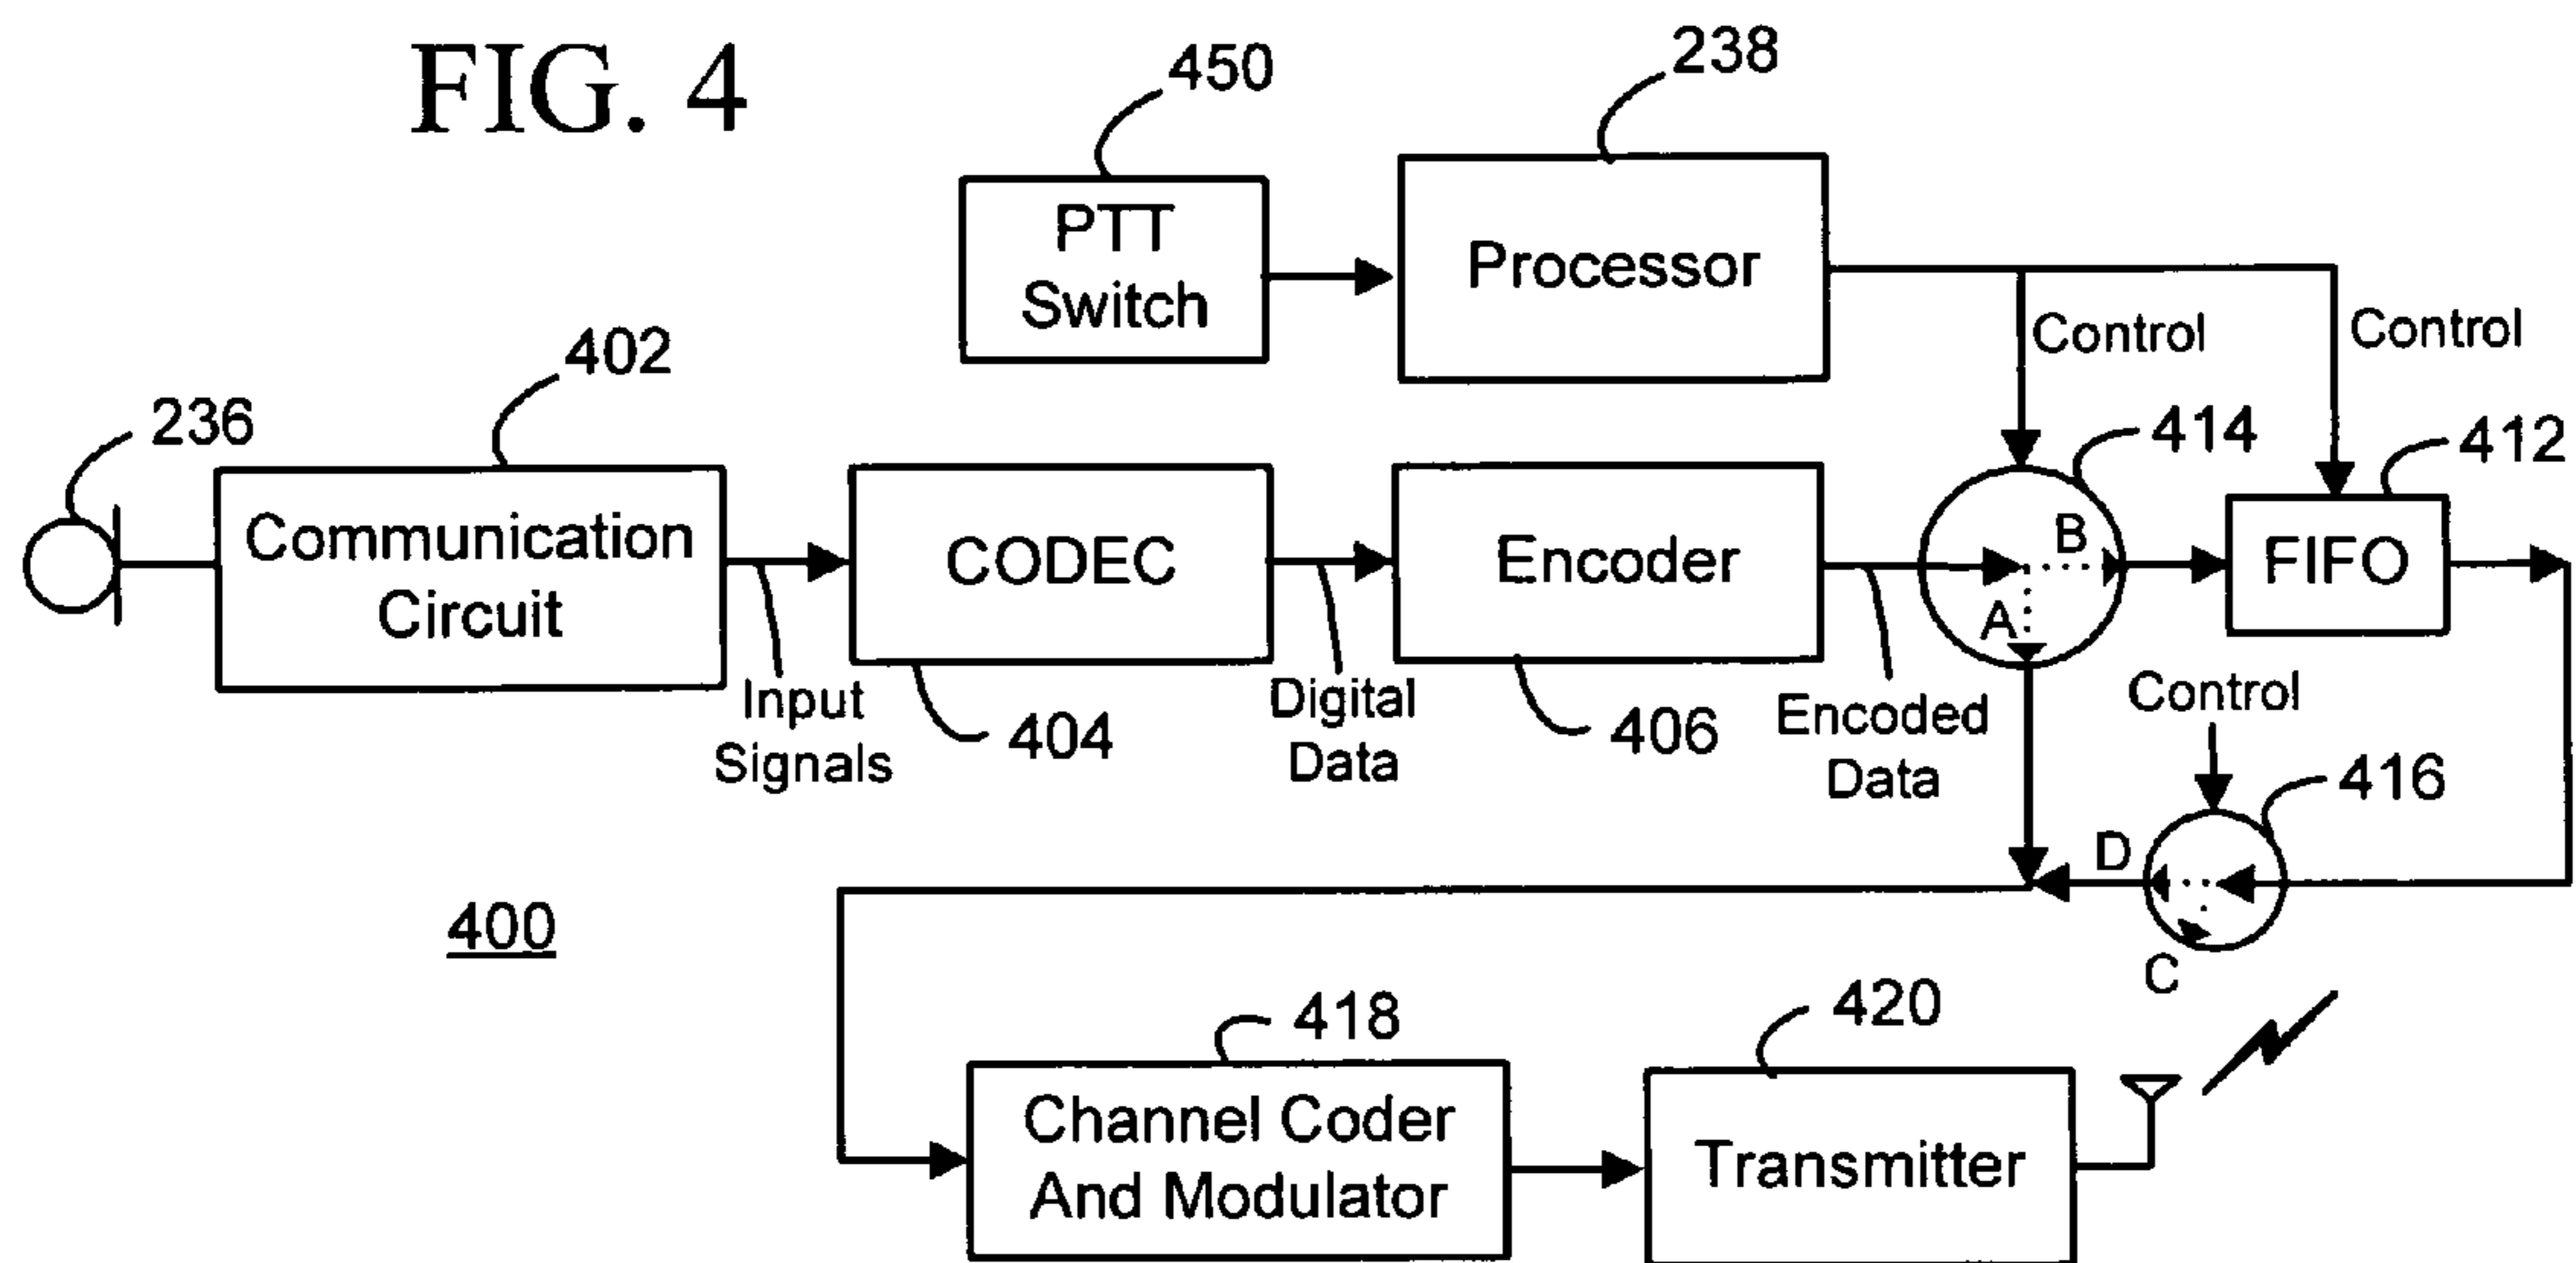 FIG. 4
450
238
PTT
Switch
Processor
Control
Control
402
236
414
412
Communication
Circuit
CODEC
Encoder
B
A
FIFO
Input
Signals
404
Digital
Data
406
Encoded
Data
Control
416
D
C
400
418
420
Channel Coder
And Modulator
Transmitter